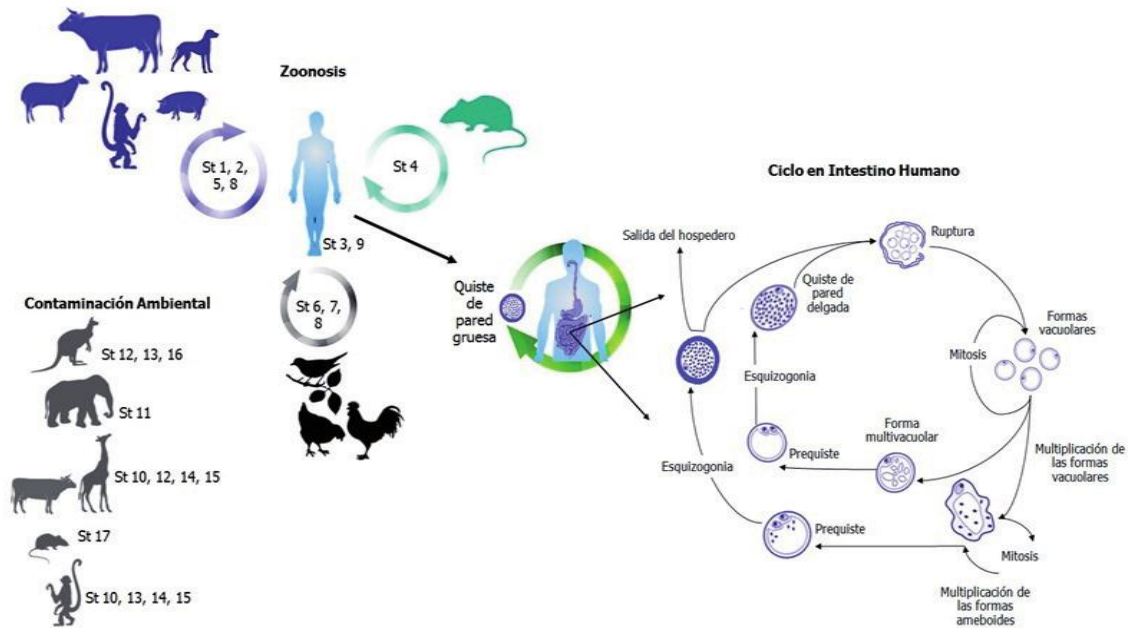 Zoonosis
St 1, 2,
5, 8
St 4
St 3, 9
St 6, 7,
8
Contaminación Ambiental
St 12, 13, 16
St 11
St 10, 12, 14, 15
St 17
St 10, 13, 14, 15
Quiste
de
pared
gruesa
Ciclo en Intestino Humano
Salida del hospedero
Ruptura
Quiste de
pared
delgada
Formas
vacuolares
Mitosis
Esquizogonia
Forma
multivacuolar
Prequiste
Multiplicación de
las formas
vacuolares
Esquizogonia
Prequiste
Mitosis
Multiplicación de
las formas
ameboides